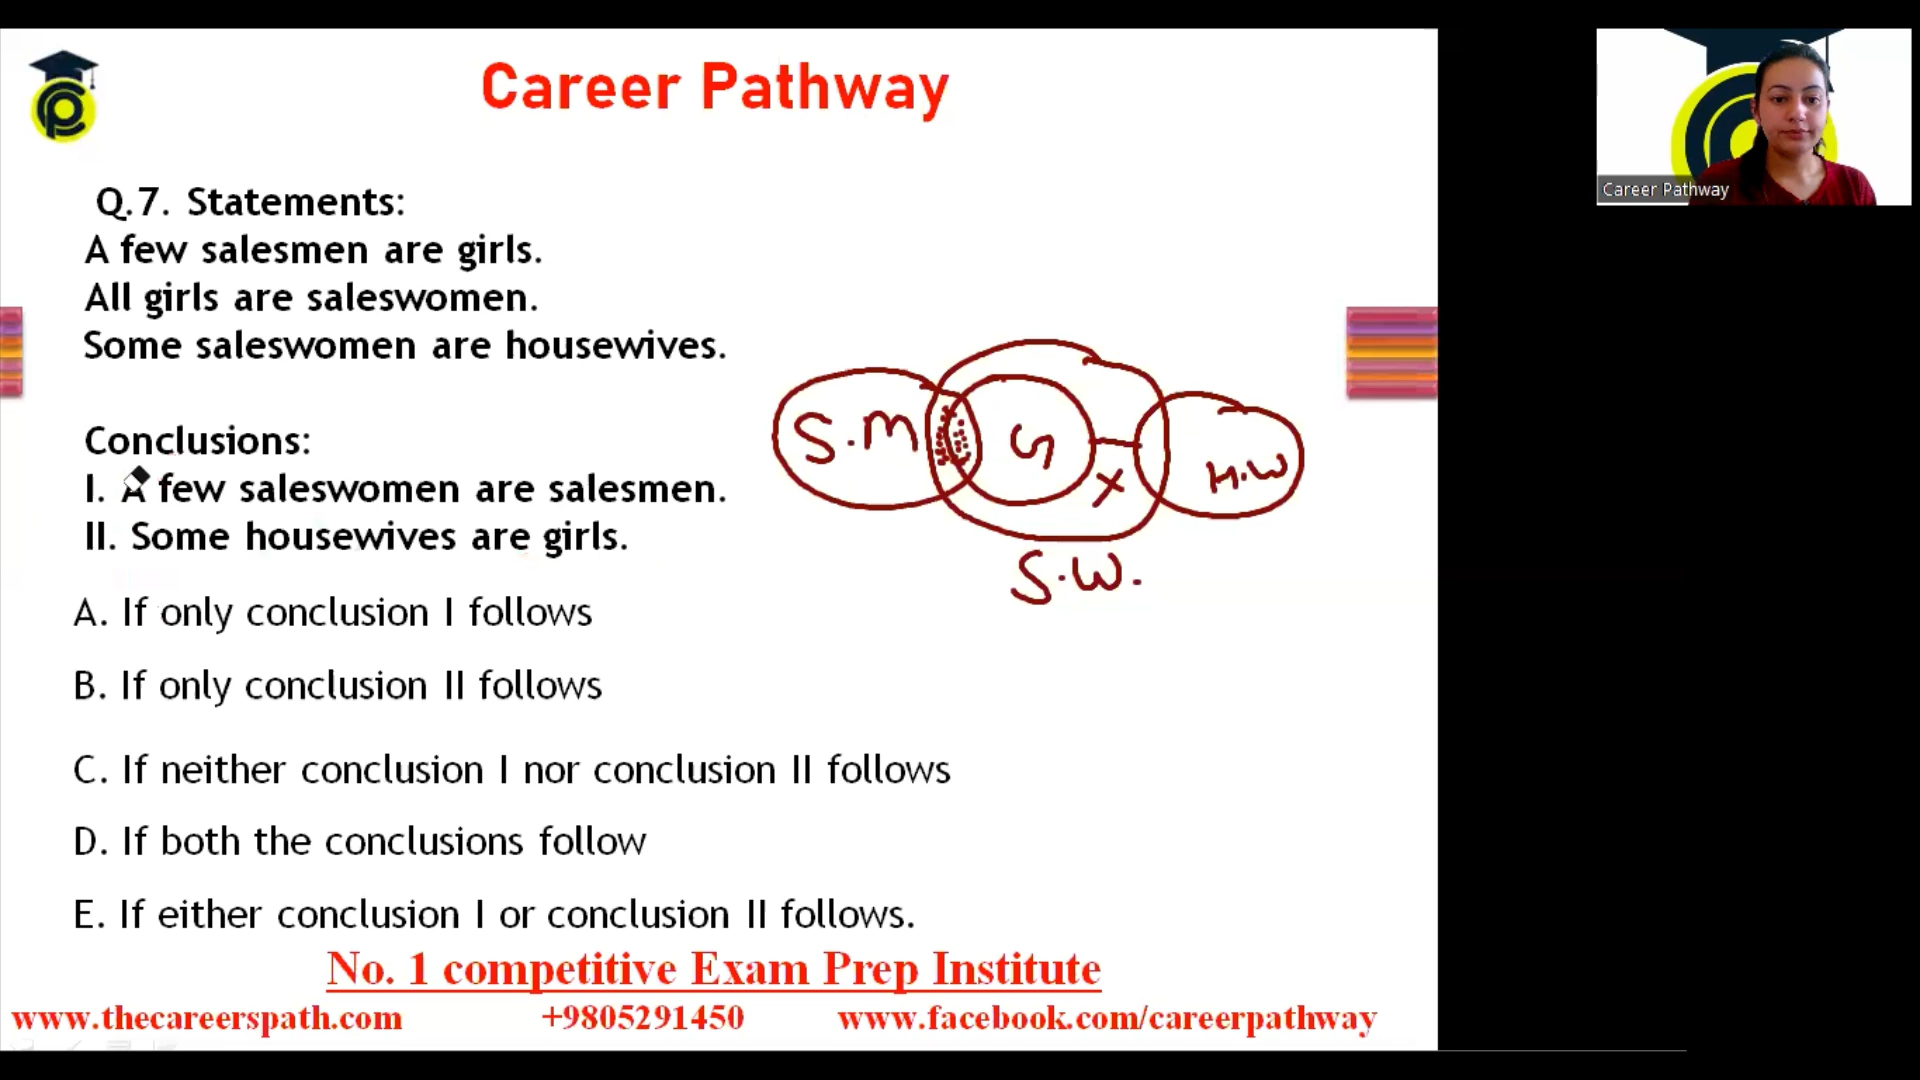 Career Pathway
Career Pathway
Q.7. Statements:
A few salesmen are girls.
All girls are saleswomen.
Some saleswomen are housewives.
Conclusions:
I. A few saleswomen are salesmen.
II. Some housewives are girls.
S.M
G
X
H.W
S.W.
A. If only conclusion I follows
B. If only conclusion II follows
C. If neither conclusion I nor conclusion II follows
D. If both the conclusions follow
E. If either conclusion I or conclusion II follows.
No. 1 competitive Exam Prep Institute
www.thecareerspath.com +9805291450 www.facebook.com/careerpathway